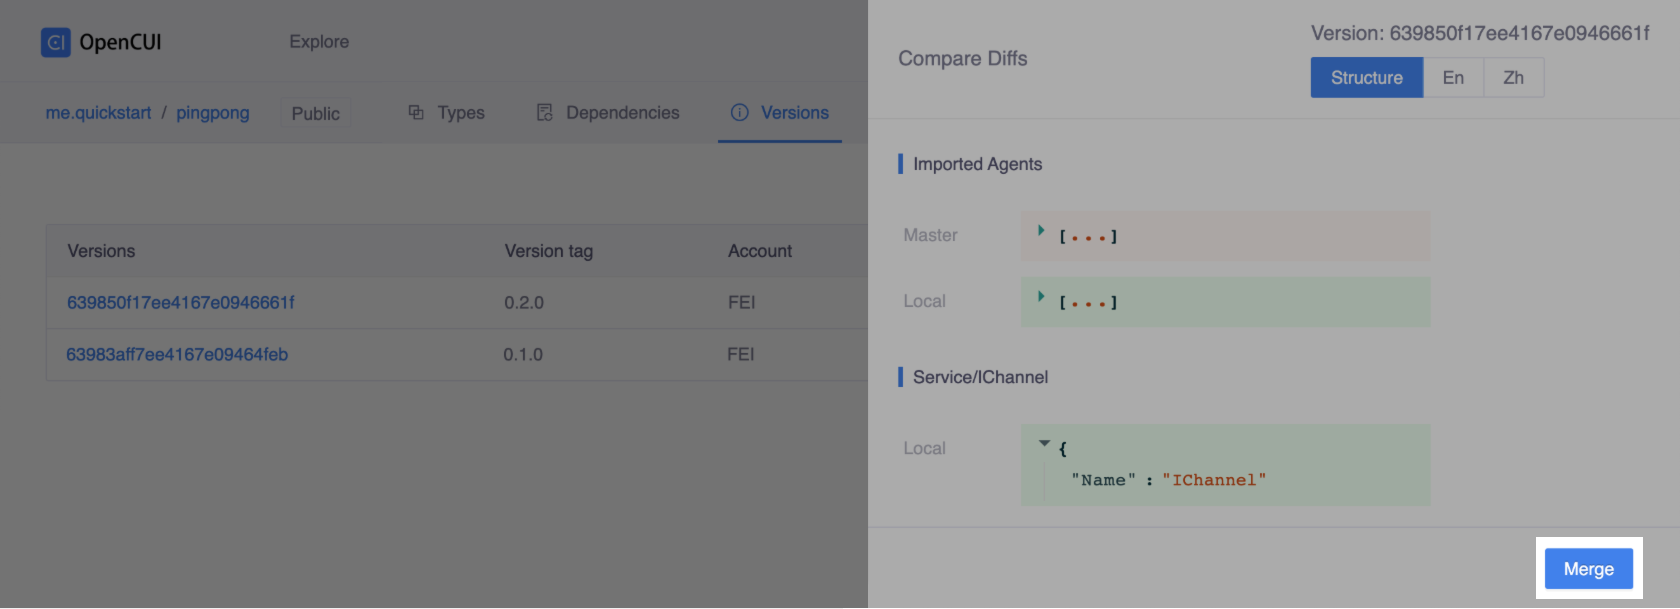 OpenCUI
Explore
me.quickstart / pingpong
Public
Types
Dependencies
Versions
Versions
Version tag
Account
639850f17ee4167e0946661f
0.2.0
FEI
63983aff7ee4167e09464feb
0.1.0
FEI
Compare Diffs
Version: 639850f17ee4167e0946661f
Structure
En
Zh
Imported Agents
Master
[...]
Local
[...]
Service/IChannel
Local
{
"Name" : "IChannel"
Merge